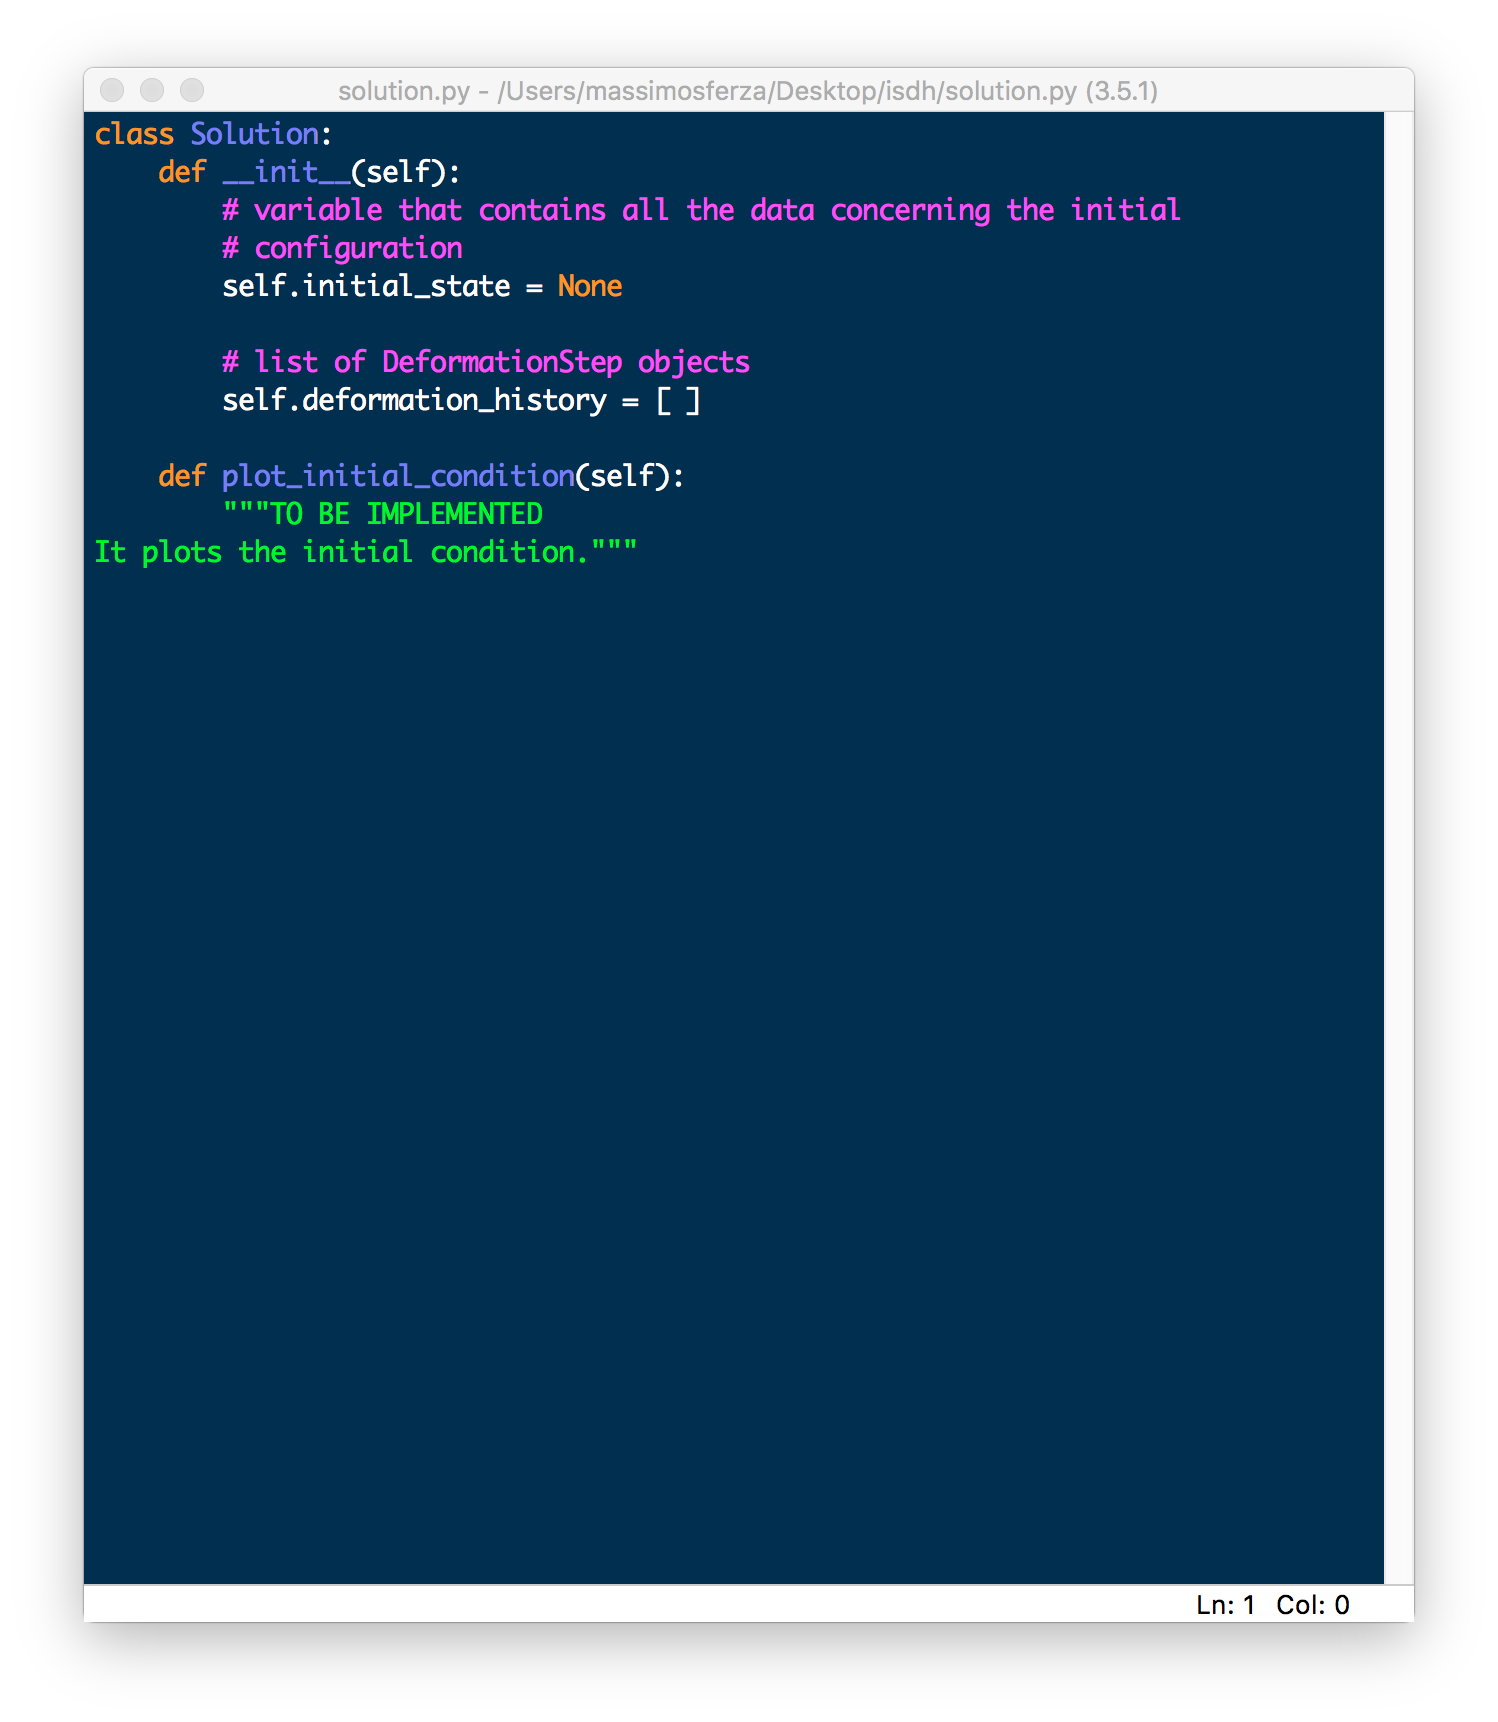 solution.py - /Users/massimosferza/Desktop/isdh/solution.py (3.5.1)
class Solution:
    def __init__(self):
        # variable that contains all the data concerning the initial
        # configuration
        self.initial_state = None
        # list of DeformationStep objects
        self.deformation_history = [ ]
    def plot_initial_condition(self):
        """TO BE IMPLEMENTED
It plots the initial condition."""
Ln: 1 Col: 0